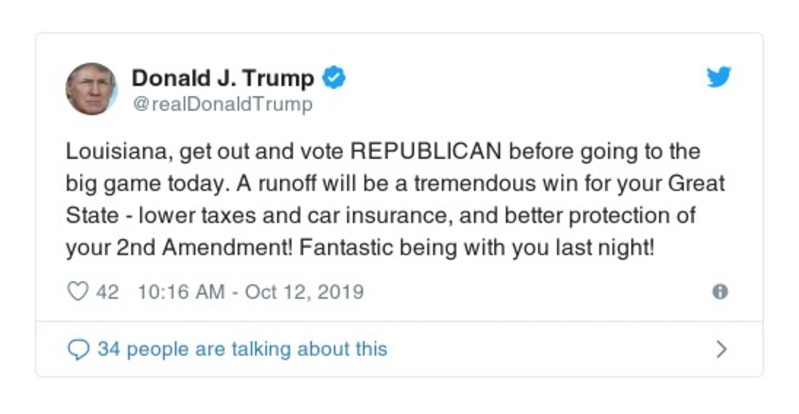 Donald J. Trump
@realDonaldTrump
Louisiana, get out and vote REPUBLICAN before going to the
big game today. A runoff will be a tremendous win for your Great
State - lower taxes and car insurance, and better protection of
your 2nd Amendment! Fantastic being with you last night!
42 10:16 AM - Oct 12, 2019
34 people are talking about this